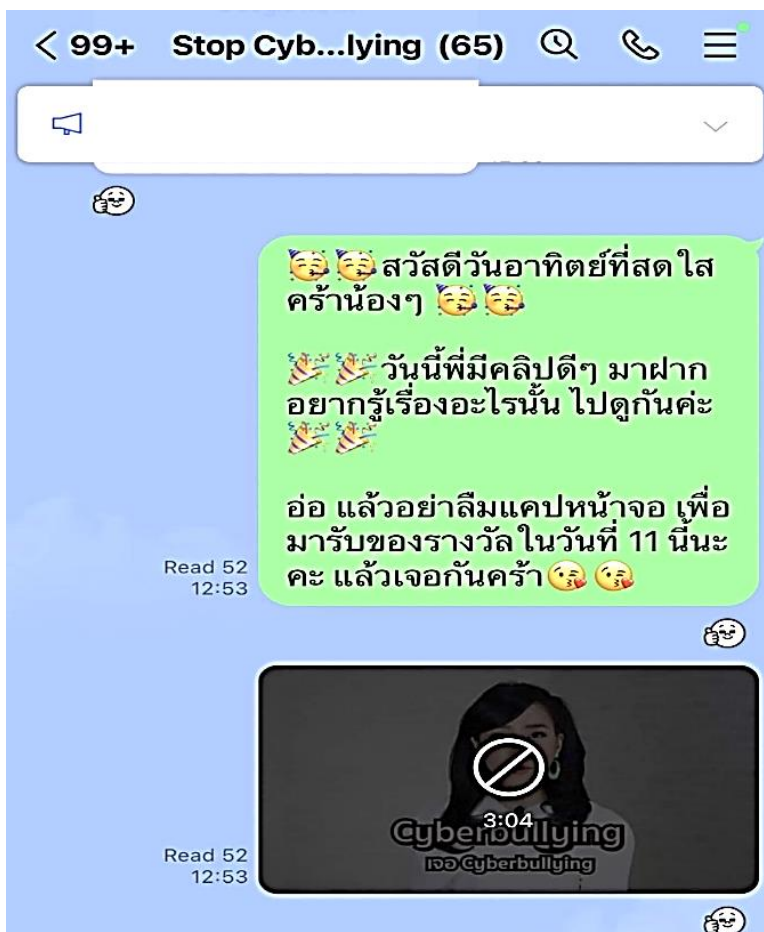 < 99+ Stop Cyb...lying (65)
สวัสดีวันอาทิตย์ที่สดใส
คร้าน้องๆ
วันนี้พี่มีคลิปดีๆ มาฝาก
อยากรู้เรื่องอะไรนั้น ไปดูกันค่ะ
อ่อ แล้วอย่าลืมแคปหน้าจอ เพื่อ
มารับของรางวัลในวันที่ 11 นี้นะ
คะ แล้วเจอกันคร้า
Read 52
12:53
3:04
Cyberbullying
เจอ Cyberbullying
Read 52
12:53